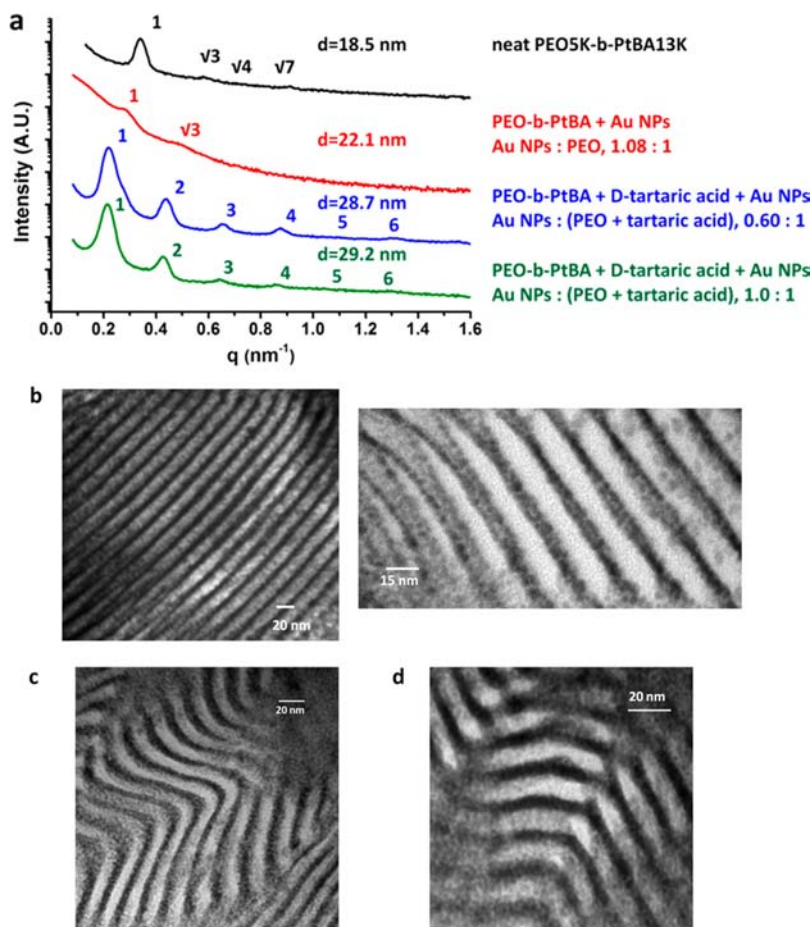 a
1
√3
√4
√7
d=18.5 nm
neat PEO5K-b-PtBA13K
1
√3
d=22.1 nm
PEO-b-PtBA + Au NPs
Au NPs : PEO, 1.08 : 1
1
2
3
4
5
6
d=28.7 nm
PEO-b-PtBA + D-tartaric acid + Au NPs
Au NPs : (PEO + tartaric acid), 0.60 : 1
1
2
3
4
5
6
d=29.2 nm
PEO-b-PtBA + D-tartaric acid + Au NPs
Au NPs : (PEO + tartaric acid), 1.0 : 1
Intensity (A.U.)
0.0 0.2 0.4 0.6 0.8 1.0 1.2 1.4 1.6
q (nm⁻¹)
b
20 nm
15 nm
c
20 nm
d
20 nm